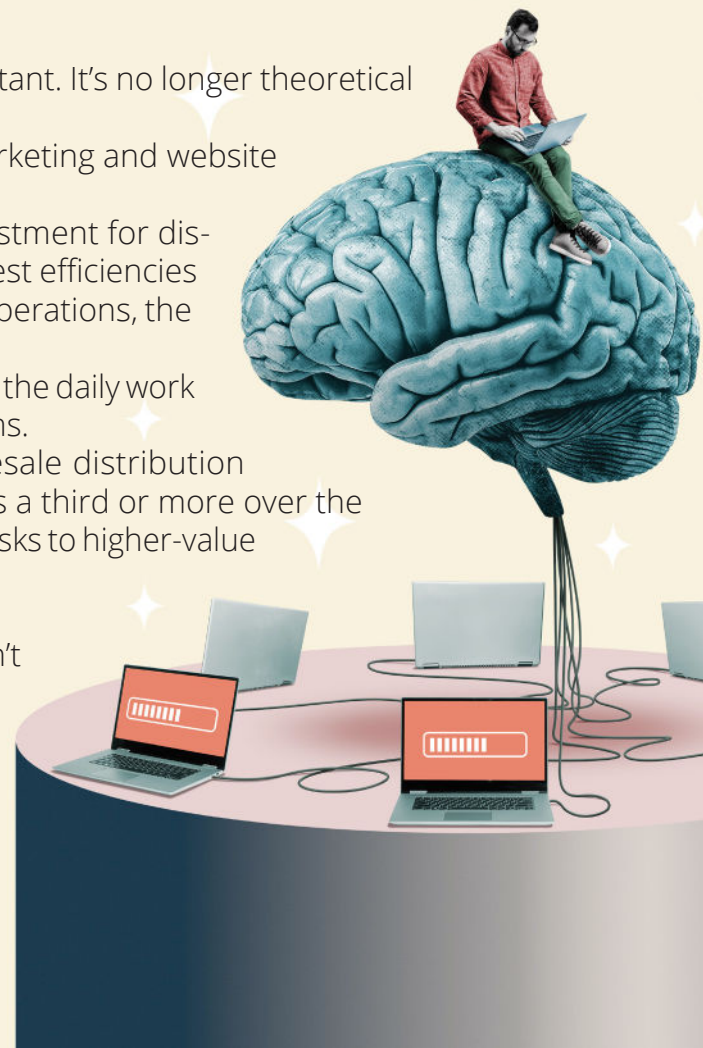 tant. It’s no longer theoretical
rketing and website
stment for dis-
est efficiencies
perations, the
the daily work
ns.
esale distribution
s a third or more over the
sks to higher-value
n’t